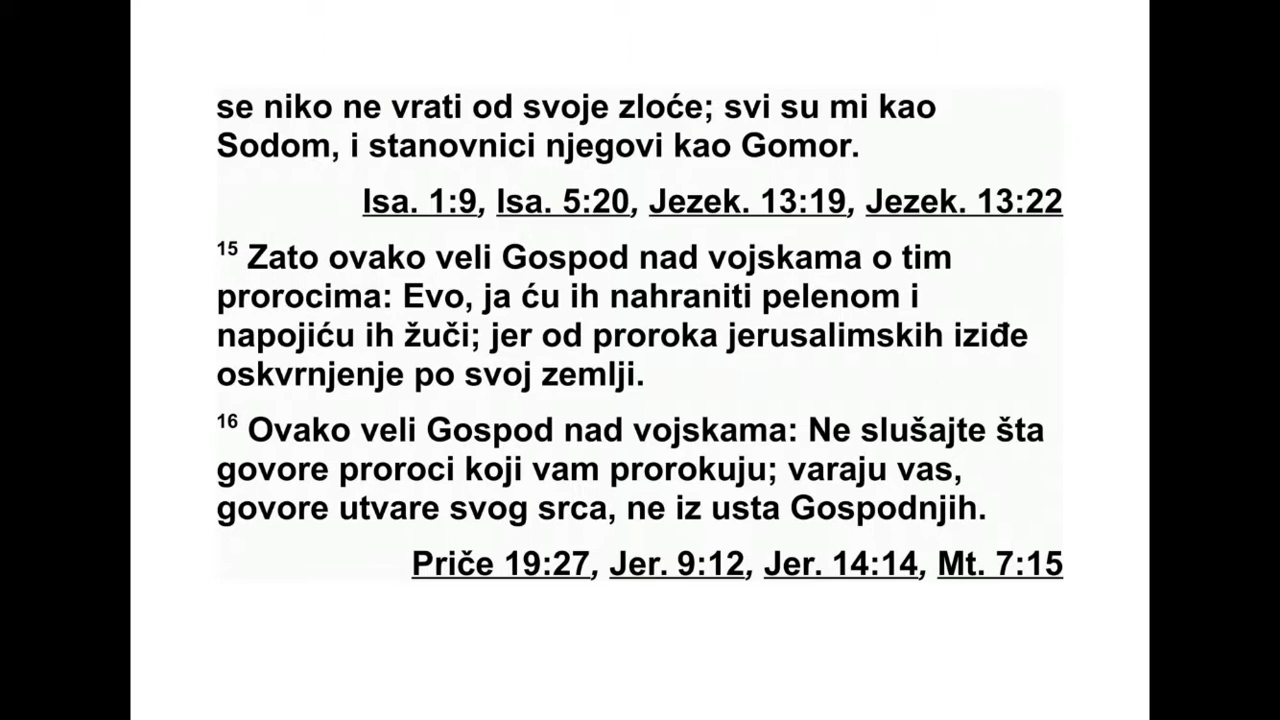 se niko ne vrati od svoje zloće; svi su mi kao
Sodom, i stanovnici njegovi kao Gomor.
Isa. 1:9, Isa. 5:20, Jezek. 13:19, Jezek. 13:22
15 Zato ovako veli Gospod nad vojskama o tim
prorocima: Evo, ja ću ih nahraniti pelenom i
napojiću ih žuči; jer od proroka jerusalimskih iziđe
oskvrnjenje po svoj zemlji.
16 Ovako veli Gospod nad vojskama: Ne slušajte šta
govore proroci koji vam prorokuju; varaju vas,
govore utvare svog srca, ne iz usta Gospodnjih.
Priče 19:27, Jer. 9:12, Jer. 14:14, Mt. 7:15